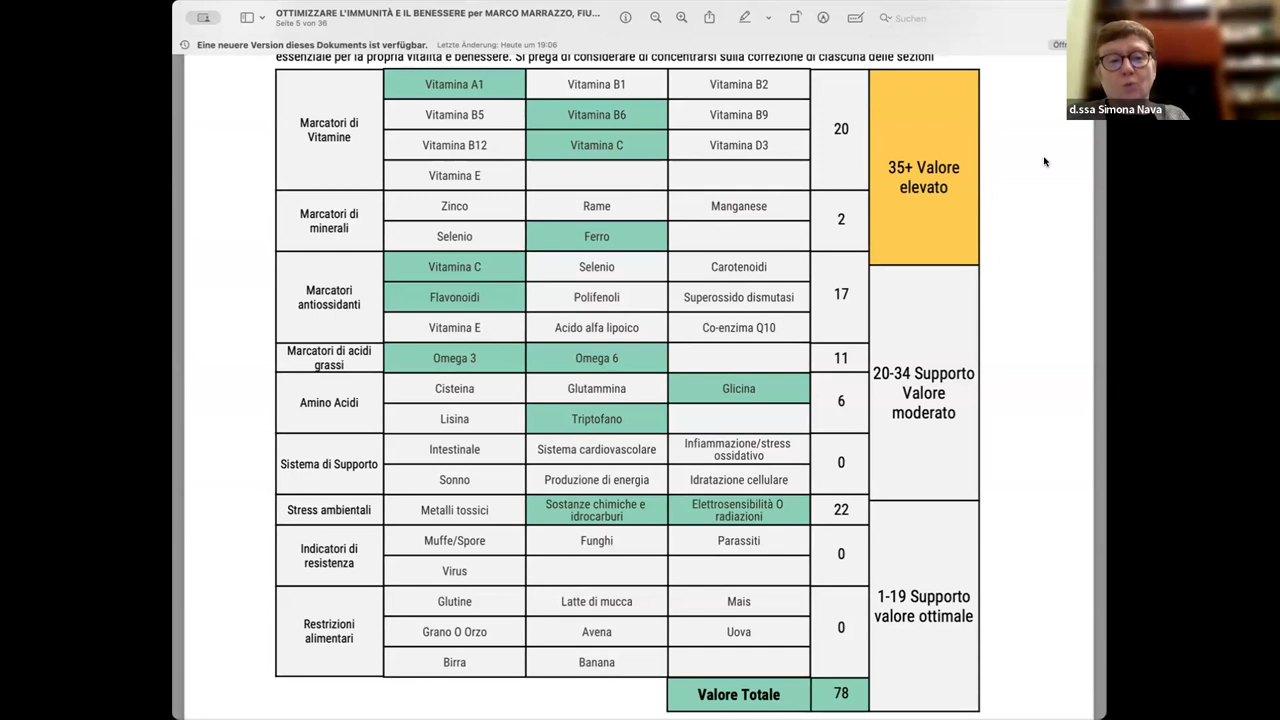 OTTIMIZZARE L'IMMUNITÀ E IL BENESSERE per MARCO MARRAZZO, FIU...
Seite 5 von 36
Suchen
Eine neuere Version dieses Dokuments ist verfügbar. Letzte Änderung: Heute um 19:06
essenziale per la propria vitalità e benessere. Si prega di considerare di concentrarsi sulla correzione di ciascuna delle sezioni
d.ssa Simona Nava
Marcatori di
Vitamine
Vitamina A1 Vitamina B1 Vitamina B2
Vitamina B5 Vitamina B6 Vitamina B9
Vitamina B12 Vitamina C Vitamina D3
Vitamina E
20
Marcatori di
minerali
Zinco Rame Manganese
Selenio Ferro
2
Marcatori
antiossidanti
Vitamina C Selenio Carotenoidi
Flavonoidi Polifenoli Superossido dismutasi
Vitamina E Acido alfa lipoico Co-enzima Q10
17
Marcatori di acidi
grassi
Omega 3 Omega 6
11
Amino Acidi
Cisteina Glutammina Glicina
Lisina Triptofano
6
Sistema di Supporto
Intestinale Sistema cardiovascolare Infiammazione/stress
ossidativo
Sonno Produzione di energia Idratazione cellulare
0
Stress ambientali
Metalli tossici Sostanze chimiche e
idrocarburi
Elettrosensibilità O
radiazioni
22
Indicatori di
resistenza
Muffe/Spore Funghi Parassiti
Virus
0
Restrizioni
alimentari
Glutine Latte di mucca Mais
Grano O Orzo Avena Uova
Birra Banana
0
Valore Totale 78
35+ Valore
elevato
20-34 Supporto
Valore
moderato
1-19 Supporto
valore ottimale